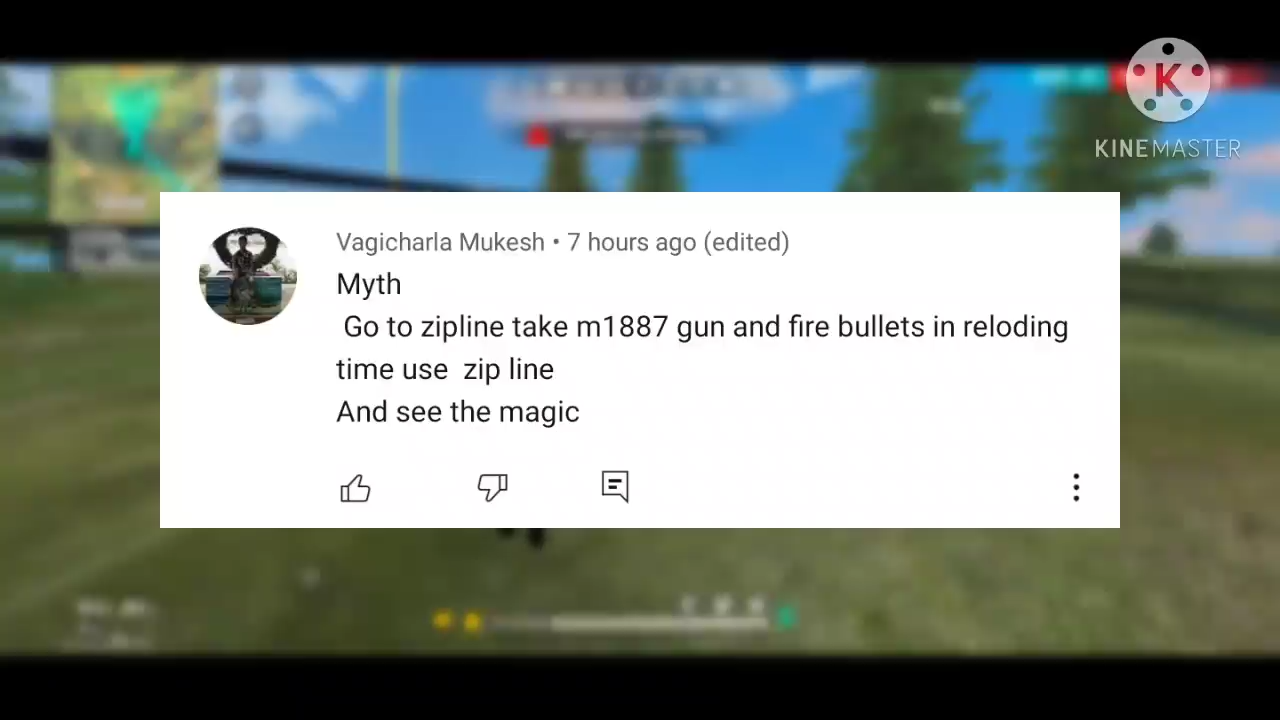 KINEMASTER
Vagicharla Mukesh • 7 hours ago (edited)
Myth
Go to zipline take m1887 gun and fire bullets in reloding
time use zip line
And see the magic